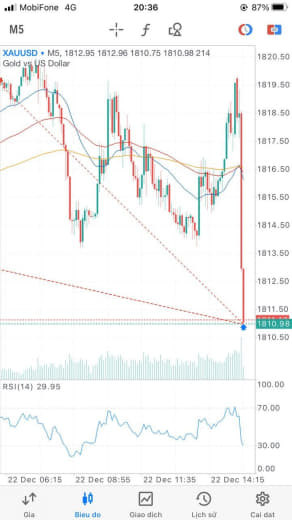 MobiFone 4G 20:36 87%
M5
XAUUSD • M5, 1812.95 1812.96 1810.75 1810.98 214
Gold vs US Dollar
1820.50
1819.50
1818.50
1817.50
1816.50
1815.50
1814.50
1813.50
1812.50
1811.50
1810.98
1810.50
RSI(14) 29.95
100.00
70.00
30.00
0.00
22 Dec 06:15 22 Dec 08:55 22 Dec 11:35 22 Dec 14:15
Gia Bieu do Giao dich Lich sử Cai dat